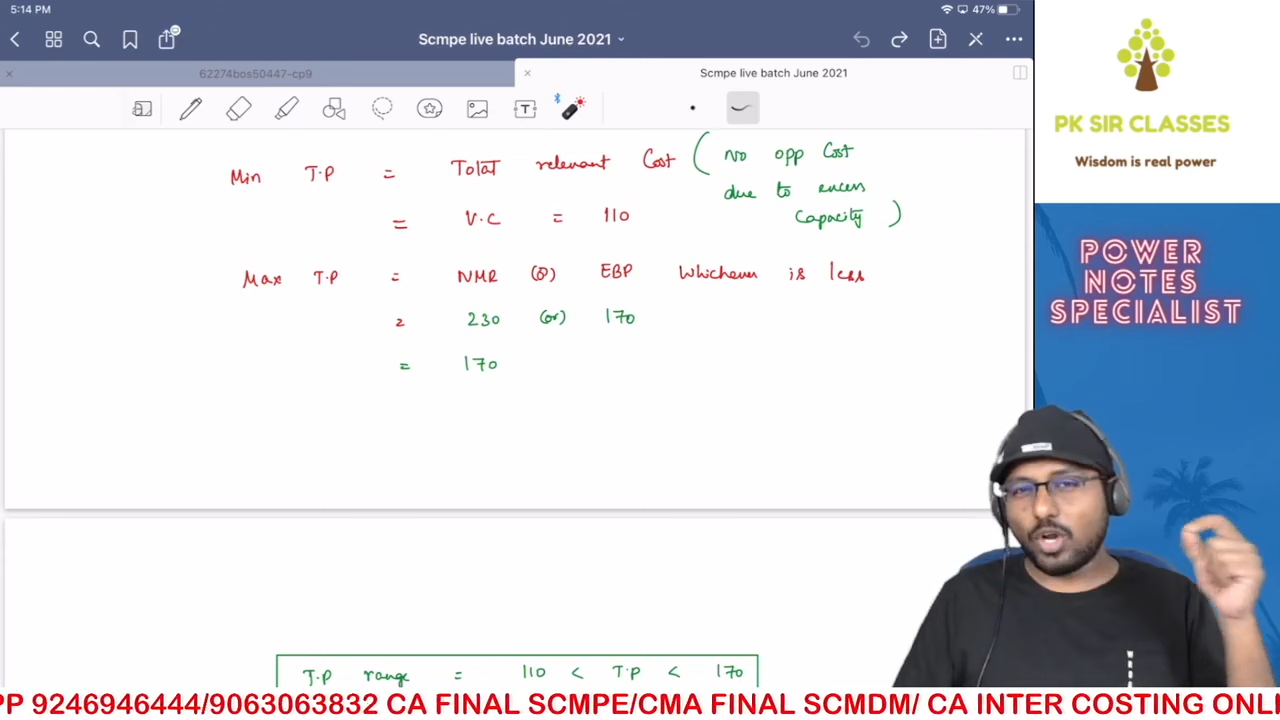 5:14 PM
47%
Scmpe live batch June 2021
62274bos50447-cp9
Scmpe live batch June 2021
T
Min T.P = Total relevant Cost ( No opp Cost
due to excess
Capacity )
= V.C = 110
Max T.P = NMR (or) EBP Whichever is less
= 230 (or) 170
= 170
T.P range = 110 < T.P < 170
PK SIR CLASSES
Wisdom is real power
POWER
NOTES
SPECIALIST
PP 9246946444/9063063832 CA FINAL SCMPE/CMA FINAL SCMDM/ CA INTER COSTING ONLI